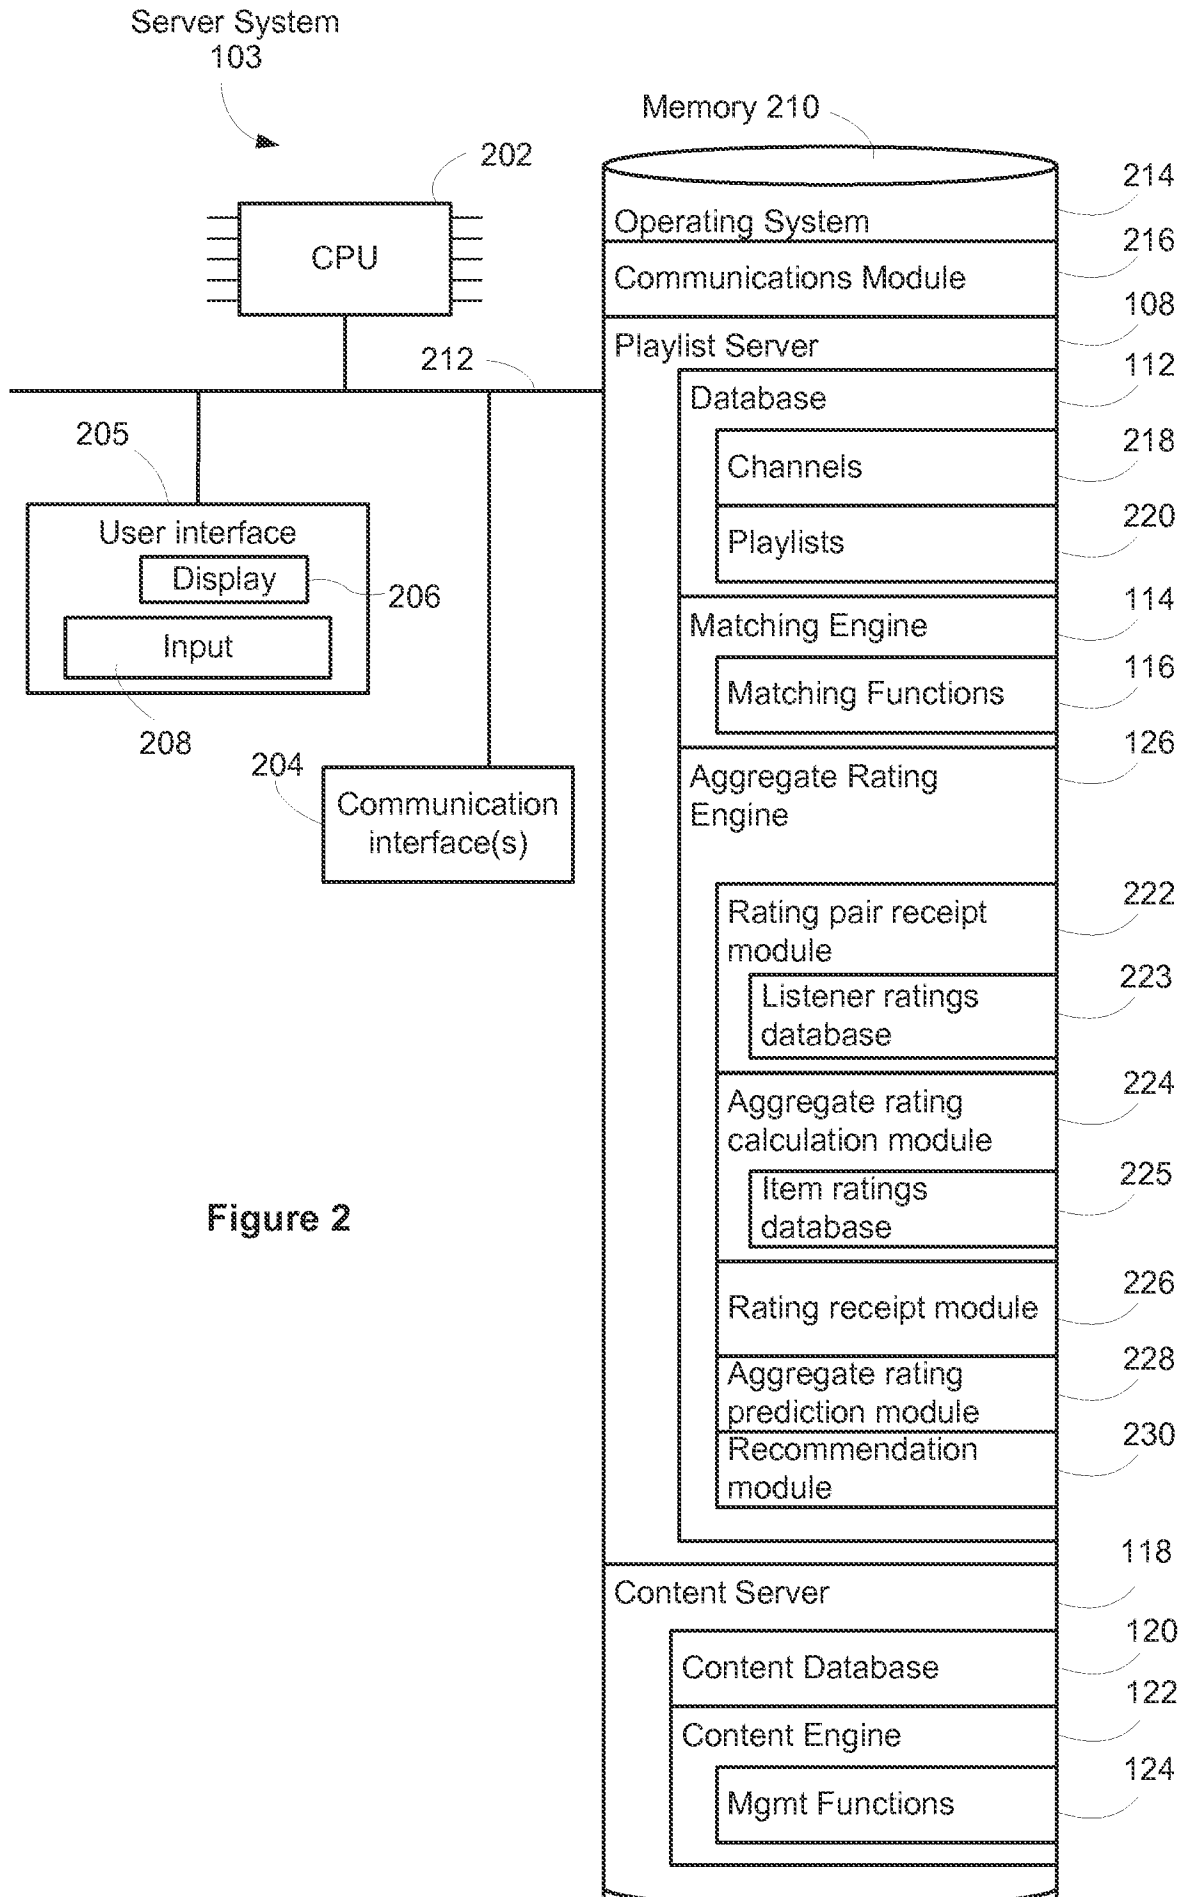 Server System
103
Memory 210
202
CPU
212
205
User interface
Display
206
Input
208
204
Communication
interface(s)
Figure 2
Operating System
214
Communications Module
216
Playlist Server
108
Database
112
Channels
218
Playlists
220
Matching Engine
114
Matching Functions
116
Aggregate Rating
Engine
126
Rating pair receipt
module
222
Listener ratings
database
223
Aggregate rating
calculation module
224
Item ratings
database
225
Rating receipt module
226
Aggregate rating
prediction module
228
Recommendation
module
230
Content Server
118
Content Database
120
Content Engine
122
Mgmt Functions
124